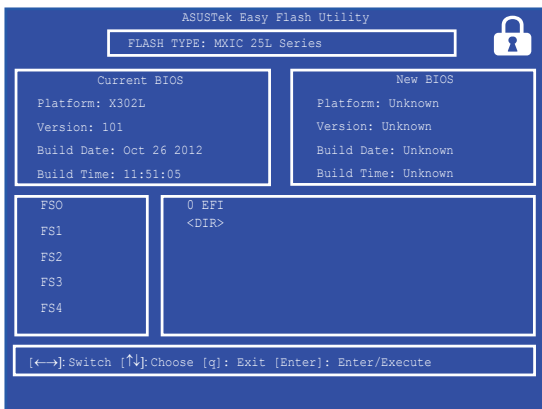 ASUSTek Easy Flash Utility
FLASH TYPE: MXIC 25L Series
Current BIOS
Platform: X302L
Version: 101
Build Date: Oct 26 2012
Build Time: 11:51:05
New BIOS
Platform: Unknown
Version: Unknown
Build Date: Unknown
Build Time: Unknown
FSO
FS1
FS2
FS3
FS4
0 EFI
<DIR>
[←→]: Switch [↑↓]: Choose [q]: Exit [Enter]: Enter/Execute